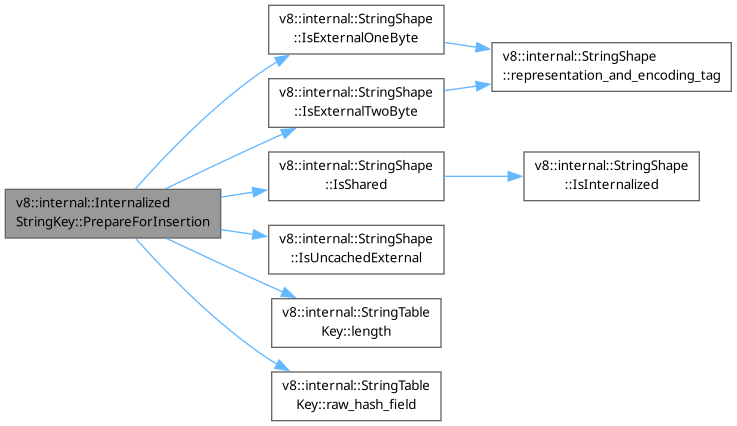 v8::internal::StringShape
::IsExternalOneByte
v8::internal::StringShape
::representation_and_encoding_tag
v8::internal::StringShape
::IsExternalTwoByte
v8::internal::StringShape
::IsShared
v8::internal::StringShape
::IsInternalized
v8::internal::Internalized
StringKey::PrepareForInsertion
v8::internal::StringShape
::IsUncachedExternal
v8::internal::StringTable
Key::length
v8::internal::StringTable
Key::raw_hash_field